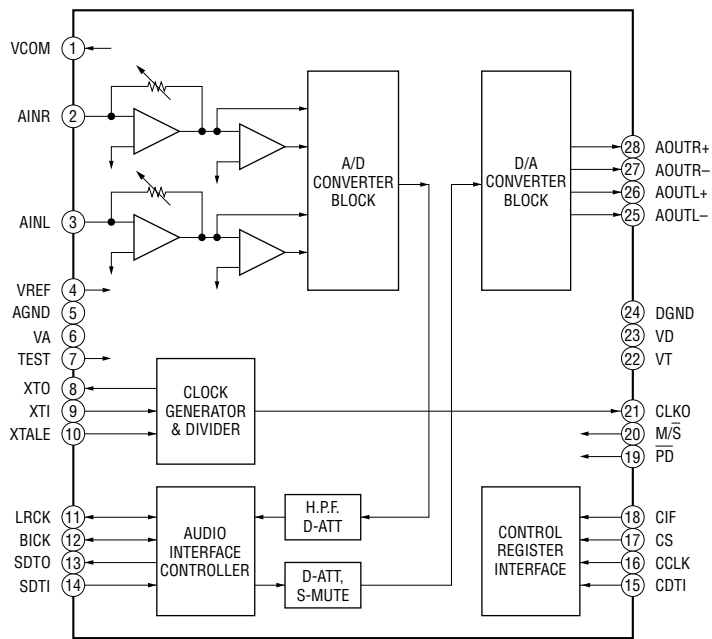 VCOM 1
AINR 2
AINL 3
VREF 4
AGND 5
VA 6
TEST 7
XTO 8
XTI 9
XTALE 10
LRCK 11
BICK 12
SDTO 13
SDTI 14
A/D
CONVERTER
BLOCK
D/A
CONVERTER
BLOCK
CLOCK
GENERATOR
& DIVIDER
AUDIO
INTERFACE
CONTROLLER
H.P.F.
D-ATT
D-ATT,
S-MUTE
CONTROL
REGISTER
INTERFACE
28 AOUTR+
27 AOUTR–
26 AOUTL+
25 AOUTL–
24 DGND
23 VD
22 VT
21 CLKO
20 M/S̅
19 P̅D̅
18 CIF
17 CS
16 CCLK
15 CDTI